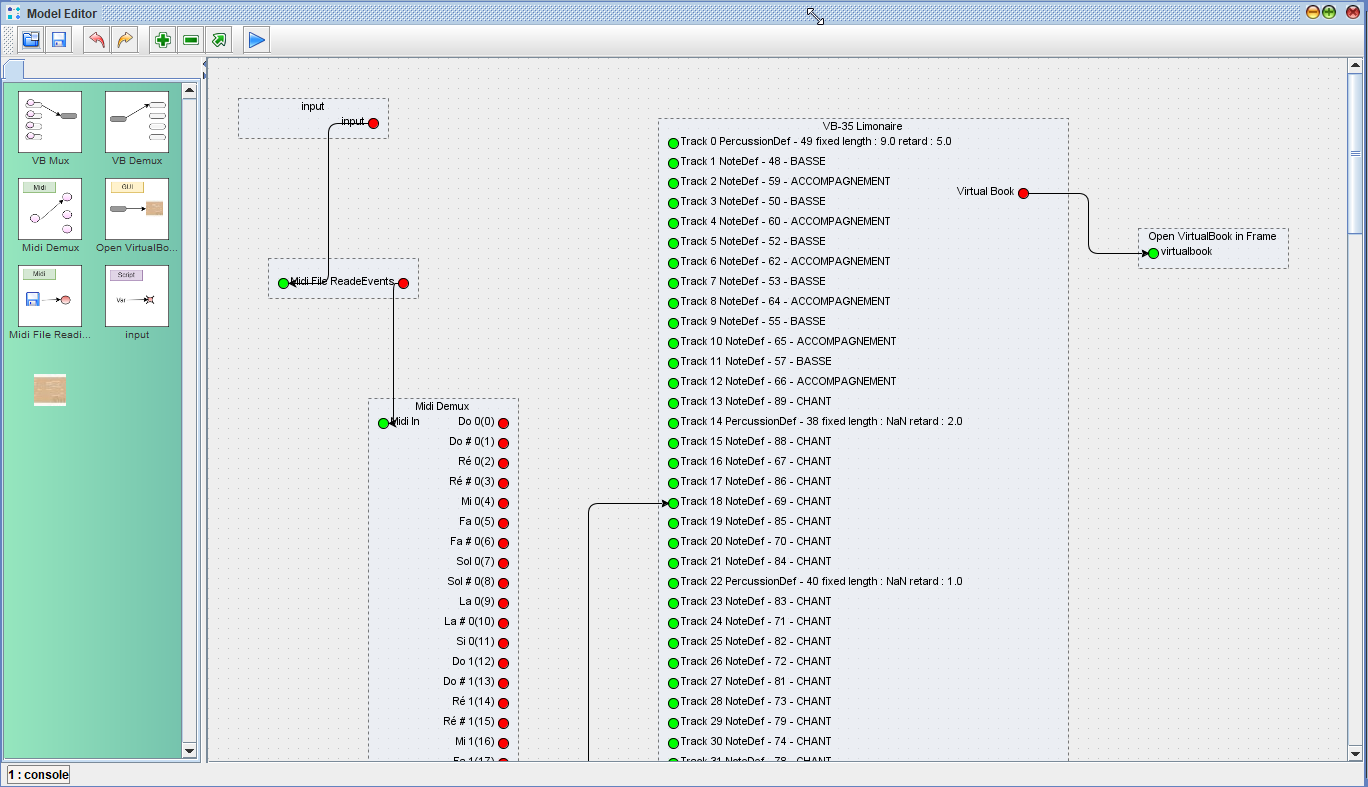 Model Editor
VB Mux
VB Demux
Midi
GUI
Midi Demux
Open VirtualBo...
Midi
Script
Var
Midi File Readi...
input
input
input
Midi File ReadeEvents
Midi Demux
Midi In
Do 0(0)
Do # 0(1)
Ré 0(2)
Ré # 0(3)
Mi 0(4)
Fa 0(5)
Fa # 0(6)
Sol 0(7)
Sol # 0(8)
La 0(9)
La # 0(10)
Si 0(11)
Do 1(12)
Do # 1(13)
Ré 1(14)
Ré # 1(15)
Mi 1(16)
Fa 1(17)
VB-35 Limonaire
Track 0 PercussionDef - 49 fixed length : 9.0 retard : 5.0
Track 1 NoteDef - 48 - BASSE
Track 2 NoteDef - 59 - ACCOMPAGNEMENT
Track 3 NoteDef - 50 - BASSE
Track 4 NoteDef - 60 - ACCOMPAGNEMENT
Track 5 NoteDef - 52 - BASSE
Track 6 NoteDef - 62 - ACCOMPAGNEMENT
Track 7 NoteDef - 53 - BASSE
Track 8 NoteDef - 64 - ACCOMPAGNEMENT
Track 9 NoteDef - 55 - BASSE
Track 10 NoteDef - 65 - ACCOMPAGNEMENT
Track 11 NoteDef - 57 - BASSE
Track 12 NoteDef - 66 - ACCOMPAGNEMENT
Track 13 NoteDef - 89 - CHANT
Track 14 PercussionDef - 38 fixed length : NaN retard : 2.0
Track 15 NoteDef - 88 - CHANT
Track 16 NoteDef - 67 - CHANT
Track 17 NoteDef - 86 - CHANT
Track 18 NoteDef - 69 - CHANT
Track 19 NoteDef - 85 - CHANT
Track 20 NoteDef - 70 - CHANT
Track 21 NoteDef - 84 - CHANT
Track 22 PercussionDef - 40 fixed length : NaN retard : 1.0
Track 23 NoteDef - 83 - CHANT
Track 24 NoteDef - 71 - CHANT
Track 25 NoteDef - 82 - CHANT
Track 26 NoteDef - 72 - CHANT
Track 27 NoteDef - 81 - CHANT
Track 28 NoteDef - 73 - CHANT
Track 29 NoteDef - 79 - CHANT
Track 30 NoteDef - 74 - CHANT
Track 31 NoteDef - 78 - CHANT
Virtual Book
Open VirtualBook in Frame
virtualbook
1 : console